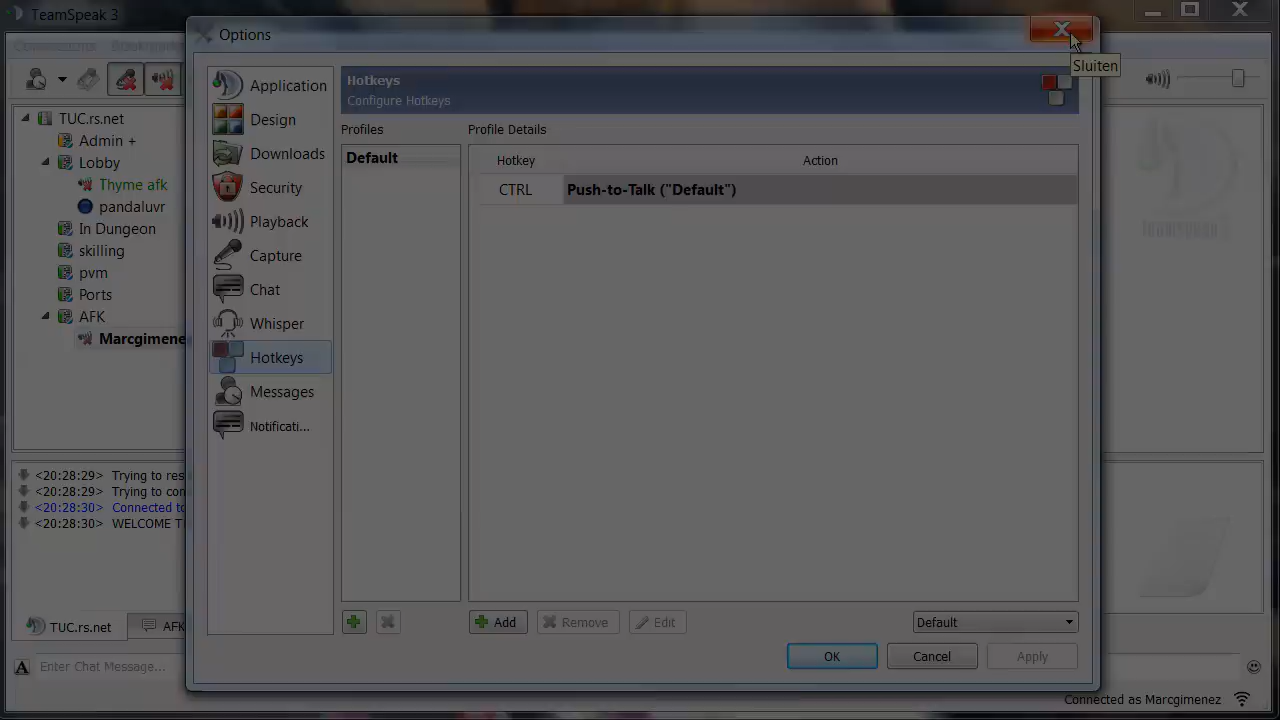 TeamSpeak 3
Options
Sluiten
Application
Design
Downloads
Security
Playback
Capture
Chat
Whisper
Hotkeys
Messages
Notificati...
Hotkeys
Configure Hotkeys
Profiles
Default
Profile Details
Hotkey Action
CTRL Push-to-Talk ("Default")
Add Remove Edit
Default
OK Cancel Apply
TUC.rs.net
Admin +
Lobby
Thyme afk
pandaluvr
In Dungeon
skilling
pvm
Ports
AFK
Marcgimene
<20:28:29> Trying to res
<20:28:29> Trying to con
<20:28:30> Connected to
<20:28:30> WELCOME T
TUC.rs.net
AFK
Enter Chat Message...
Connected as Marcgimenez